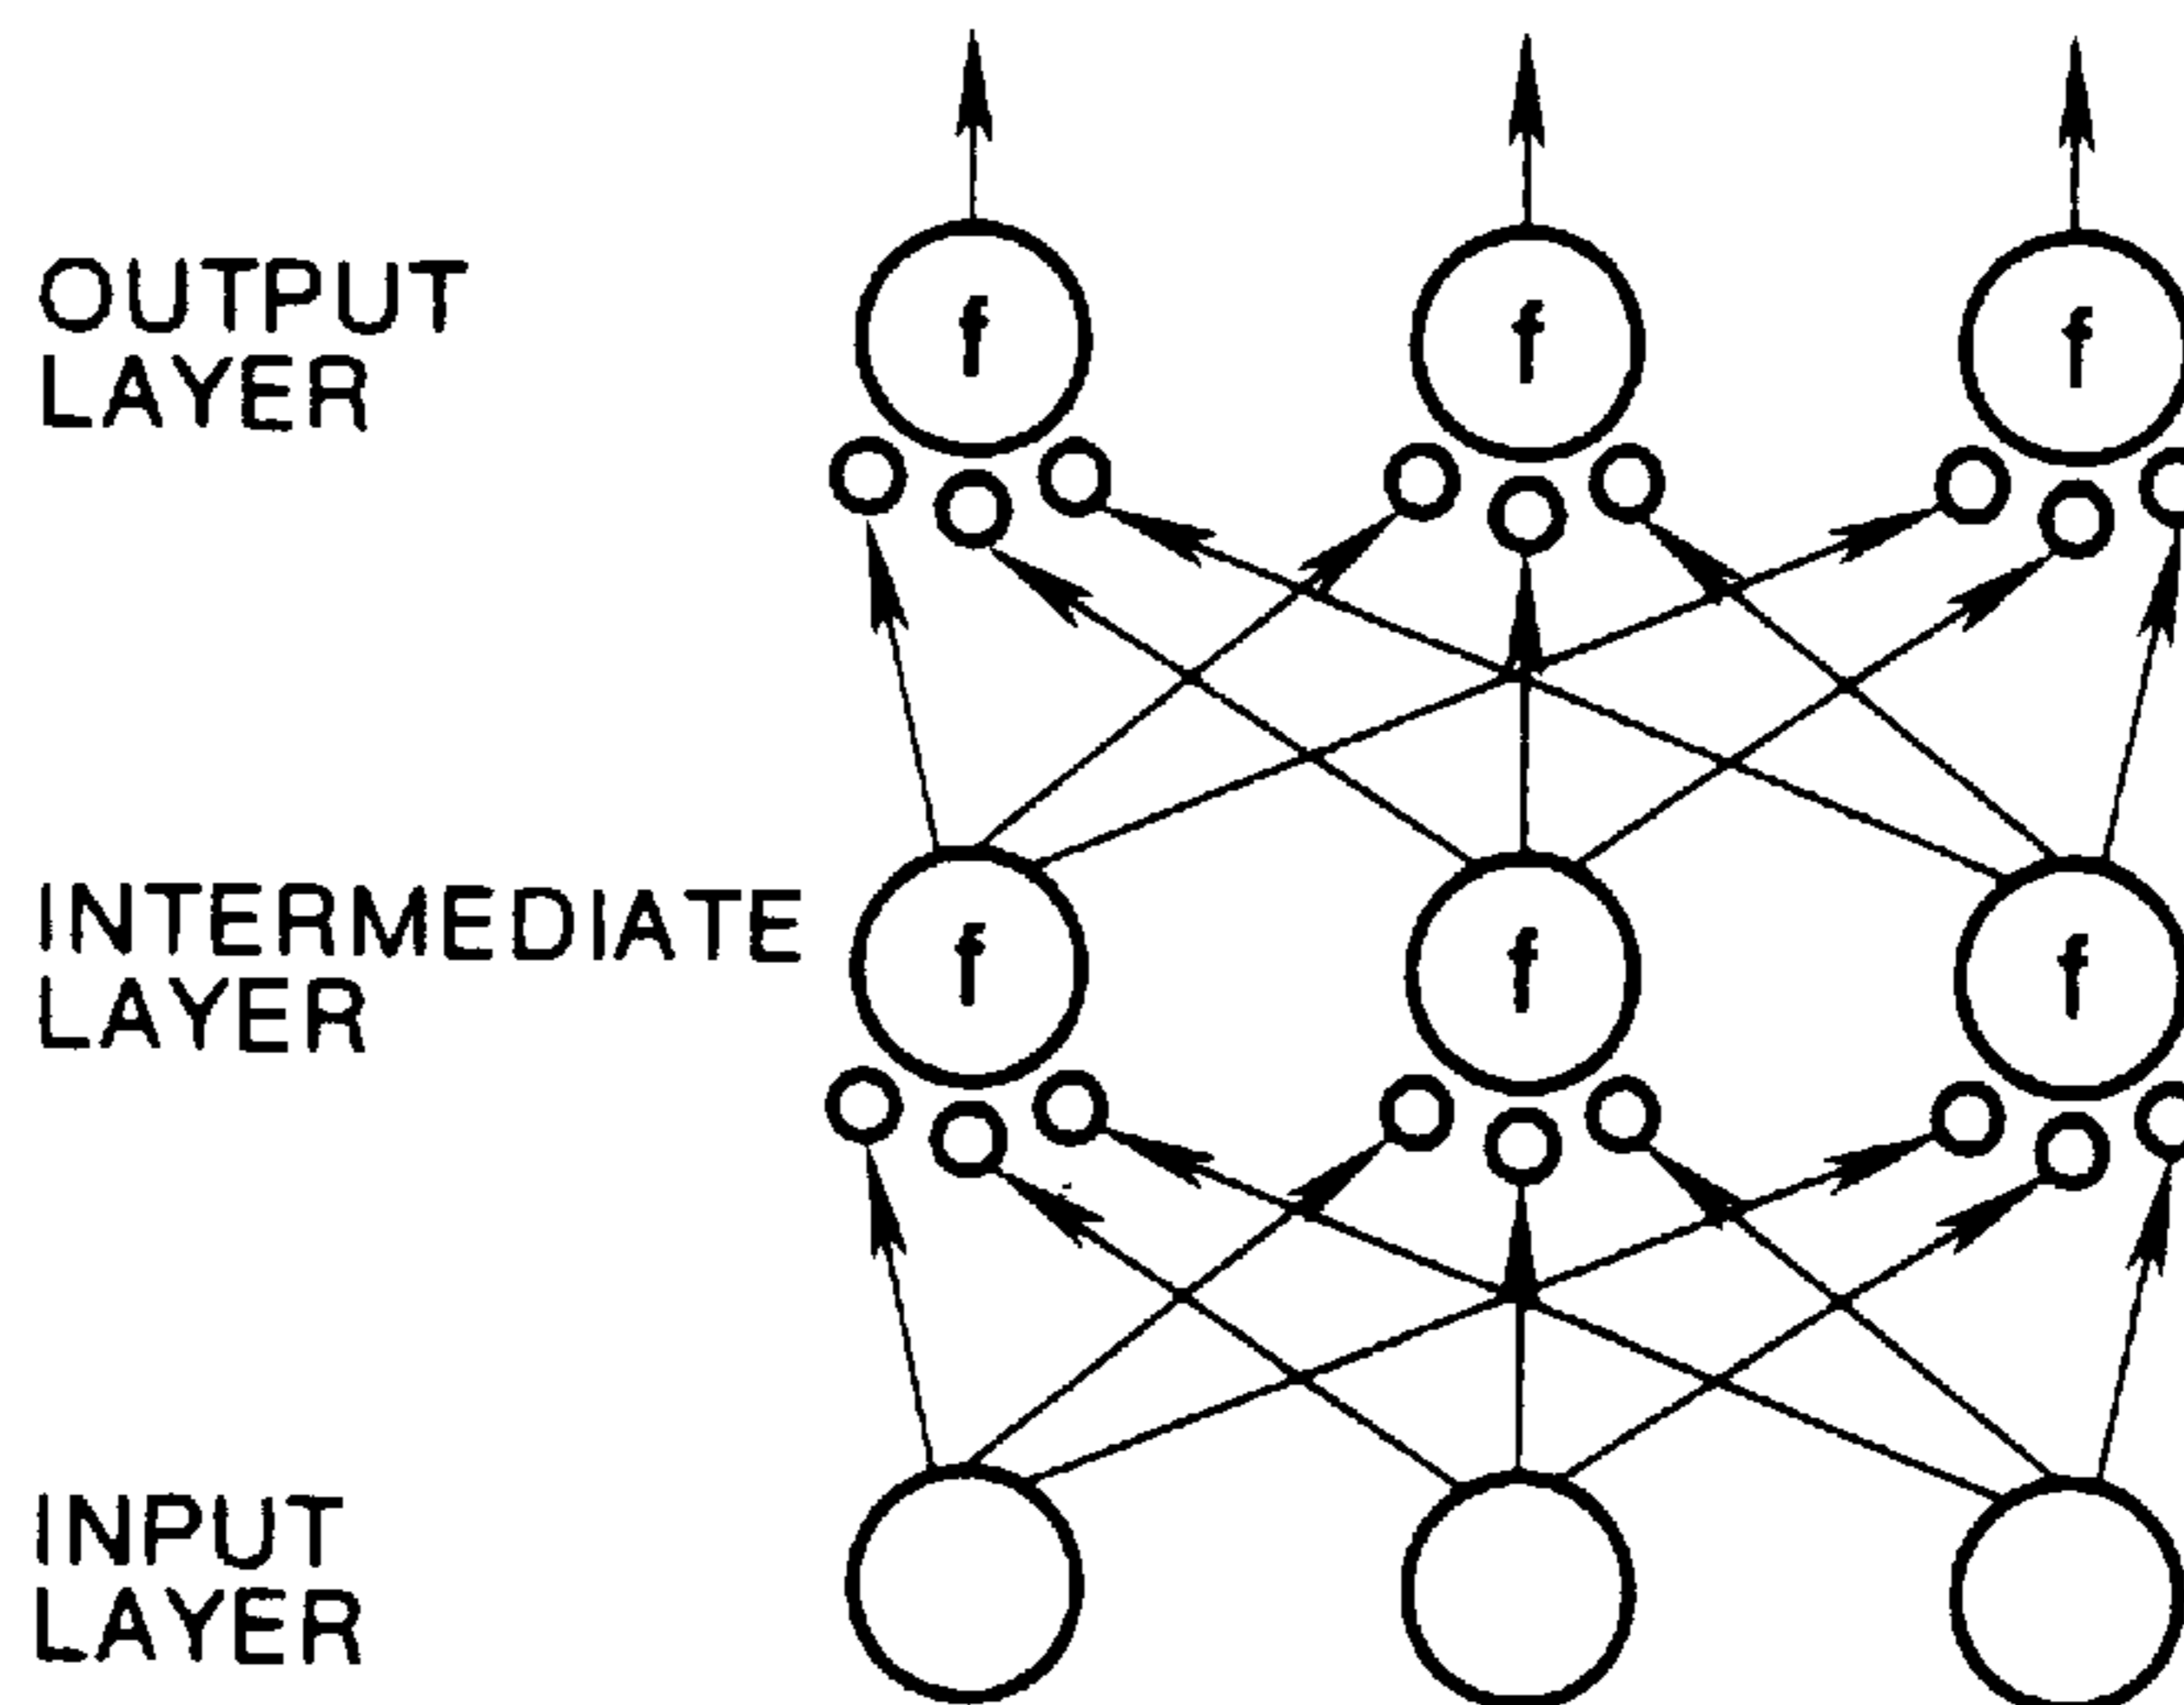 OUTPUT
LAYER
f f f
INTERMEDIATE
LAYER
f f f
INPUT
LAYER